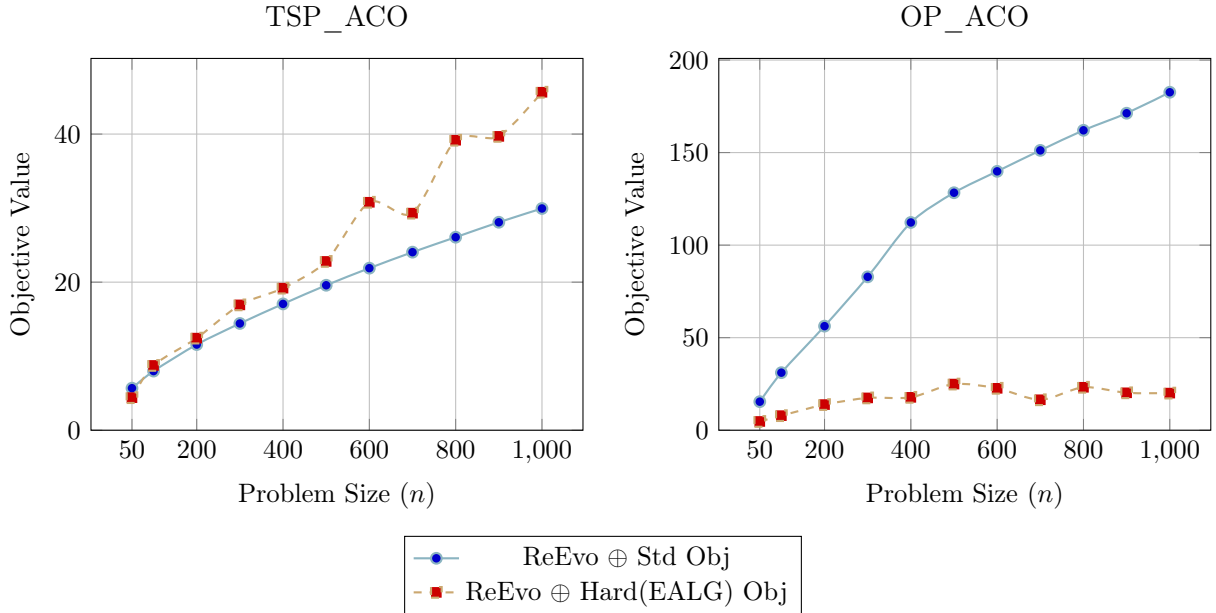 TSP_ACO
Objective Value
40
20
0
50
200
400
600
800
1,000
Problem Size (n)
OP_ACO
Objective Value
200
150
100
50
0
50
200
400
600
800
1,000
Problem Size (n)
ReEvo ⊕ Std Obj
ReEvo ⊕ Hard(EALG) Obj